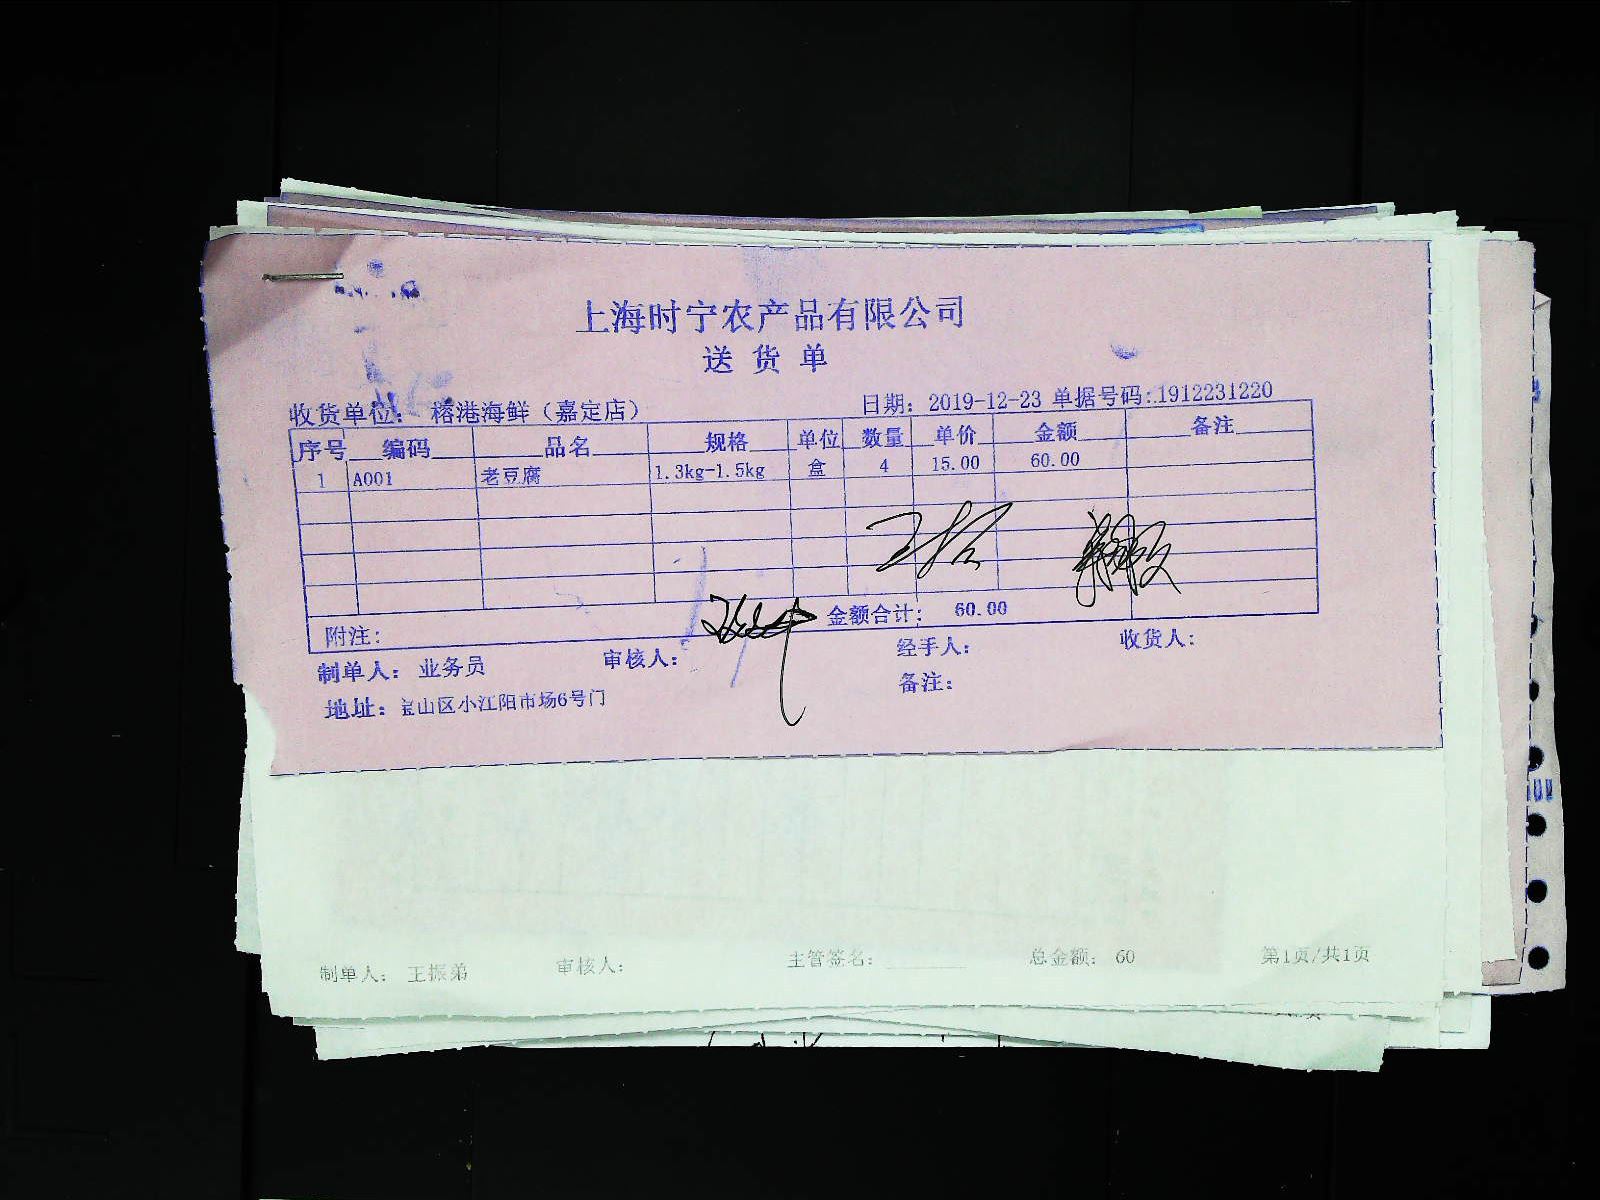 上海时宁农产品有限公司
送货单
收货单位： 榕港海鲜（嘉定店） 日期：2019-12-23 单据号码：1912231220
序号 编码 品名 规格 单位 数量 单价 金额 备注
1 A001 老豆腐 1.3kg-1.5kg 盒 4 15.00 60.00
附注： 金额合计： 60.00
制单人：业务员 审核人： 经手人： 收货人：
地址：宝山区小江阳市场6号门 备注：
制单人： 王振弟 审核人： 主管签名： 总金额：60 第1页/共1页